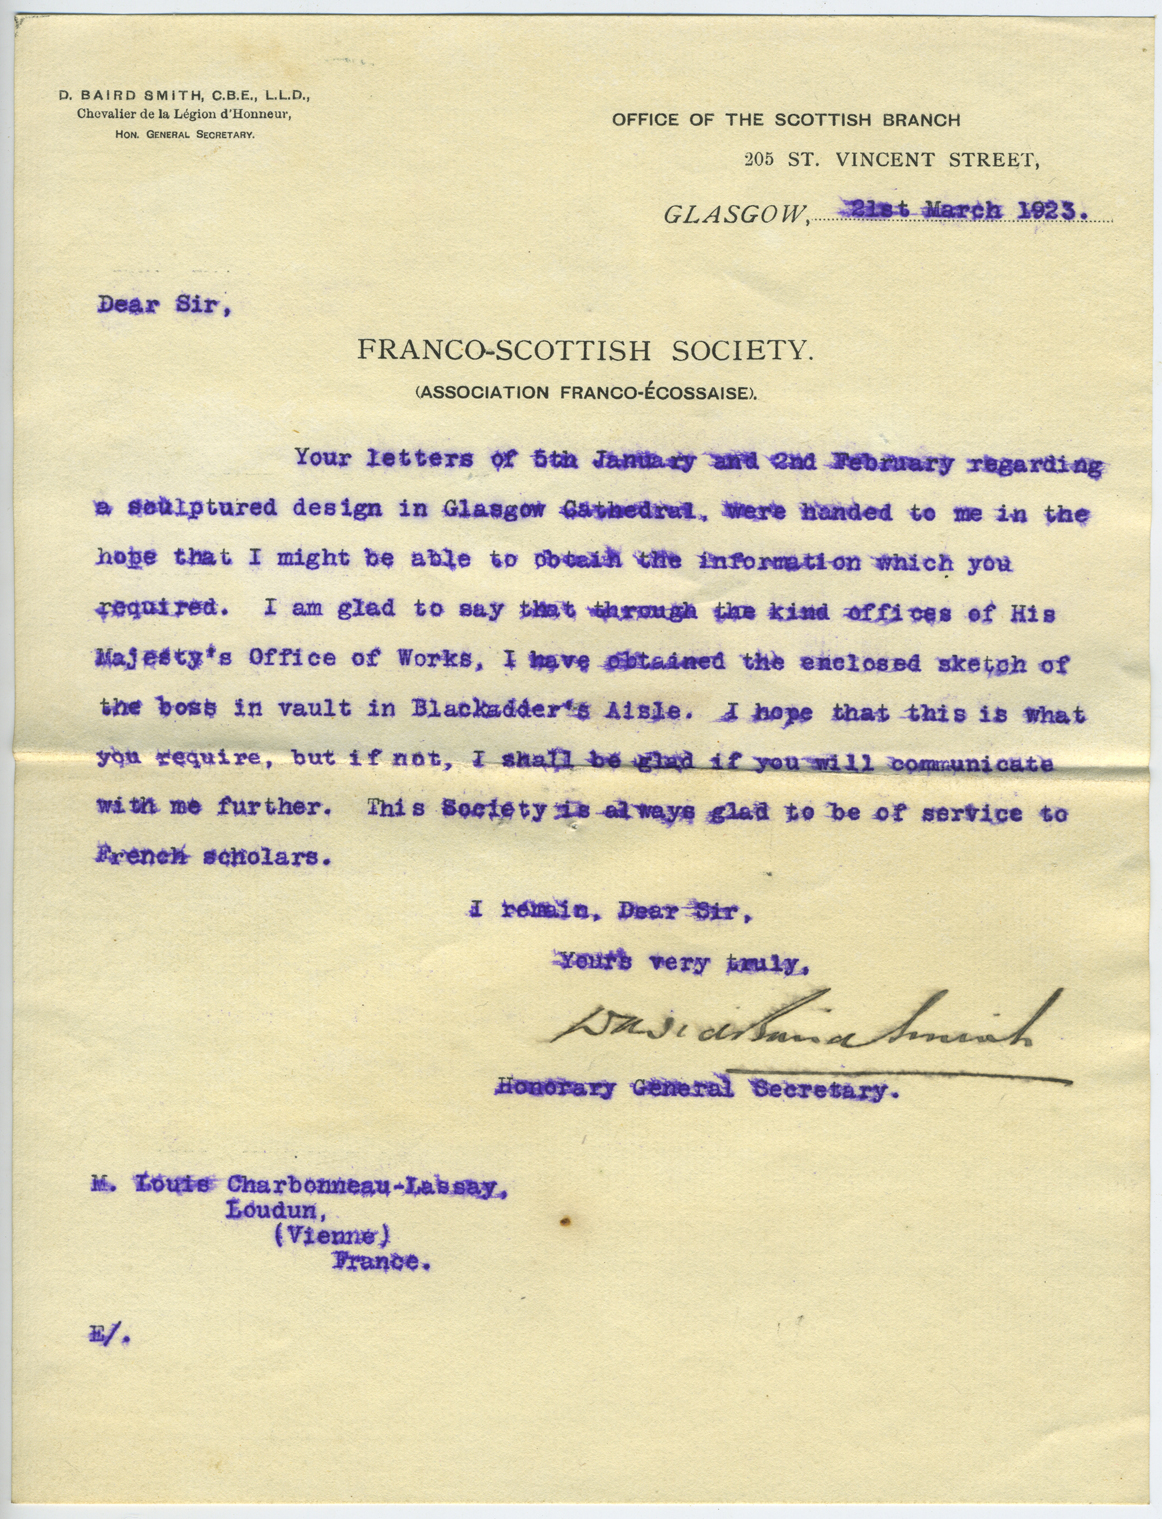 D. BAIRD SMITH, C.B.E., L.L.D.,
Chevalier de la Légion d'Honneur,
HON. GENERAL SECRETARY.
OFFICE OF THE SCOTTISH BRANCH
205 ST. VINCENT STREET,
GLASGOW, 21st March 1923.
Dear Sir,
FRANCO-SCOTTISH SOCIETY.
(ASSOCIATION FRANCO-ÉCOSSAISE).
Your letters of 5th January and 2nd February regarding
a sculptured design in Glasgow Cathedral, were handed to me in the
hope that I might be able to obtain the information which you
required. I am glad to say that through the kind offices of His
Majesty's Office of Works, I have obtained the enclosed sketch of
the boss in vault in Blackadder's Aisle. I hope that this is what
you require, but if not, I shall be glad if you will communicate
with me further. This Society is always glad to be of service to
French scholars.
I remain, Dear Sir,
Yours very truly,
David Baird Smith
Honorary General Secretary.
M. Louis Charbonneau-Lassay,
Loudun,
(Vienne)
France.
E/.